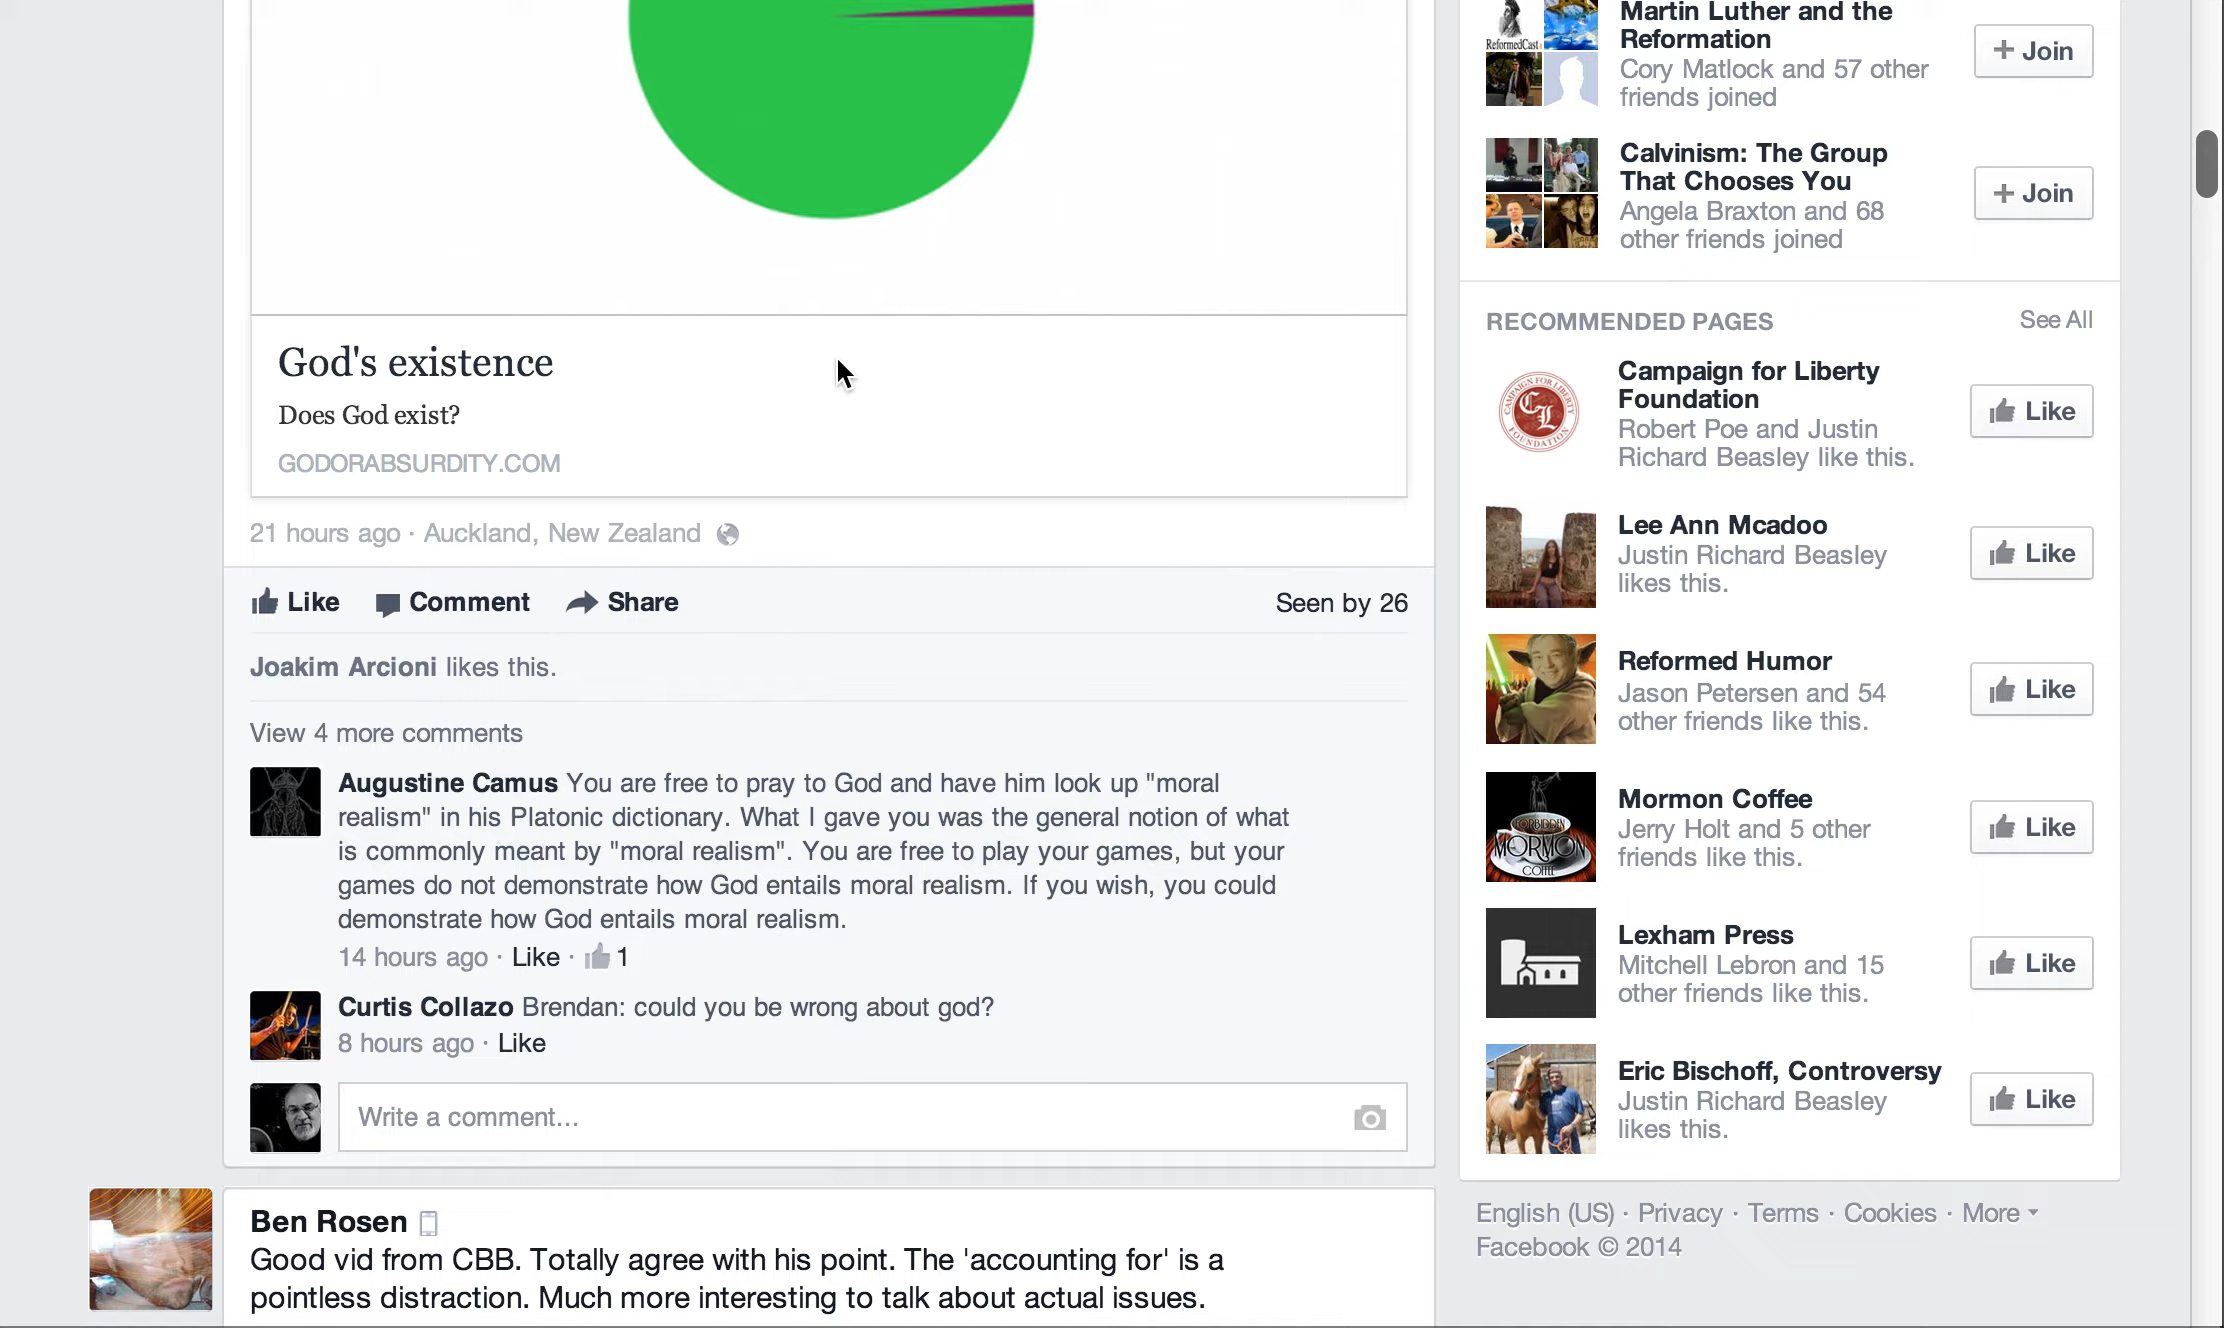 God's existence
Does God exist?
GODORABSURDITY.COM
21 hours ago · Auckland, New Zealand
Like Comment Share Seen by 26
Joakim Arcioni likes this.
View 4 more comments
Augustine Camus You are free to pray to God and have him look up "moral
realism" in his Platonic dictionary. What I gave you was the general notion of what
is commonly meant by "moral realism". You are free to play your games, but your
games do not demonstrate how God entails moral realism. If you wish, you could
demonstrate how God entails moral realism.
14 hours ago · Like · 1
Curtis Collazo Brendan: could you be wrong about god?
8 hours ago · Like
Write a comment...
Ben Rosen
Good vid from CBB. Totally agree with his point. The 'accounting for' is a
pointless distraction. Much more interesting to talk about actual issues.
ReformedCast
Martin Luther and the
Reformation
Cory Matlock and 57 other
friends joined
+ Join
Calvinism: The Group
That Chooses You
Angela Braxton and 68
other friends joined
+ Join
RECOMMENDED PAGES See All
CAMPAIGN FOR LIBERTY
CL
FOUNDATION
Campaign for Liberty
Foundation
Robert Poe and Justin
Richard Beasley like this.
Like
Lee Ann Mcadoo
Justin Richard Beasley
likes this.
Like
Reformed Humor
Jason Petersen and 54
other friends like this.
Like
FORBIDDEN
MORMON
COFFEE
Mormon Coffee
Jerry Holt and 5 other
friends like this.
Like
Lexham Press
Mitchell Lebron and 15
other friends like this.
Like
Eric Bischoff, Controversy
Justin Richard Beasley
likes this.
Like
English (US) · Privacy · Terms · Cookies · More
Facebook © 2014